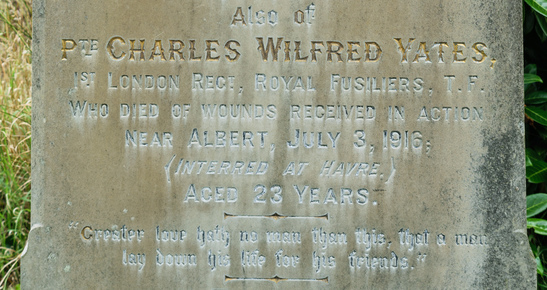 Also of
PTE CHARLES WILFRED YATES,
1ST LONDON REGT, ROYAL FUSILIERS, T.F.
WHO DIED OF WOUNDS RECEIVED IN ACTION
NEAR ALBERT, JULY 3, 1916;
(INTERRED AT HAVRE.)
AGED 23 YEARS.
"Greater love hath no man than this, that a man
lay down his life for his friends."